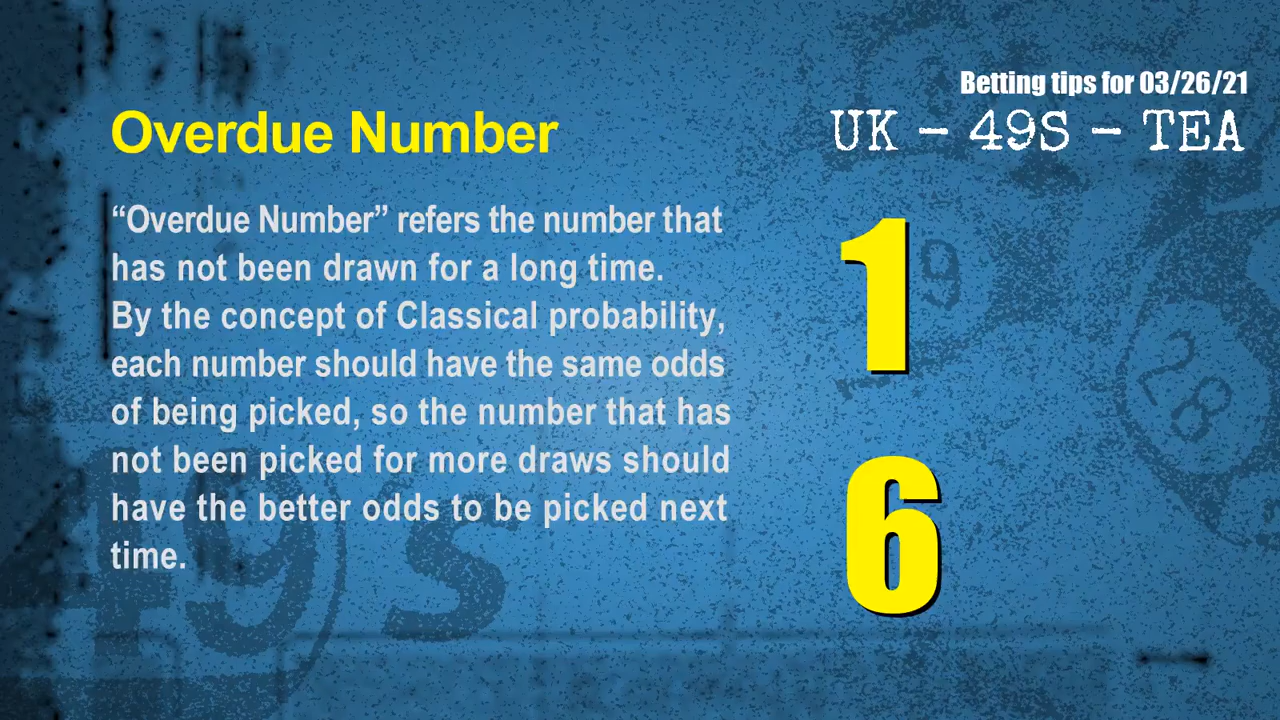 Betting tips for 03/26/21
UK - 49S - TEA
Overdue Number
“Overdue Number” refers the number that
has not been drawn for a long time.
By the concept of Classical probability,
each number should have the same odds
of being picked, so the number that has
not been picked for more draws should
have the better odds to be picked next
time.
1
6
49s
9
28